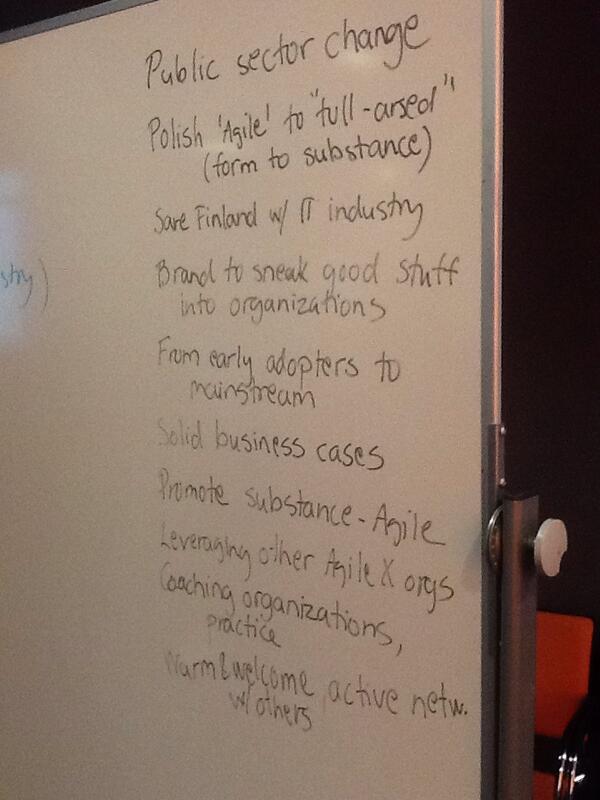 Public sector change
Polish 'Agile' to "full-arsed"
(form to substance)
Save Finland w/ IT industry
stry)
Brand to sneak good stuff
into organizations
From early adopters to
mainstream
Solid business cases
Promote substance - Agile
Leveraging other Agile X orgs
Coaching organizations,
practice
Warm & welcome, active netw.
w/ others